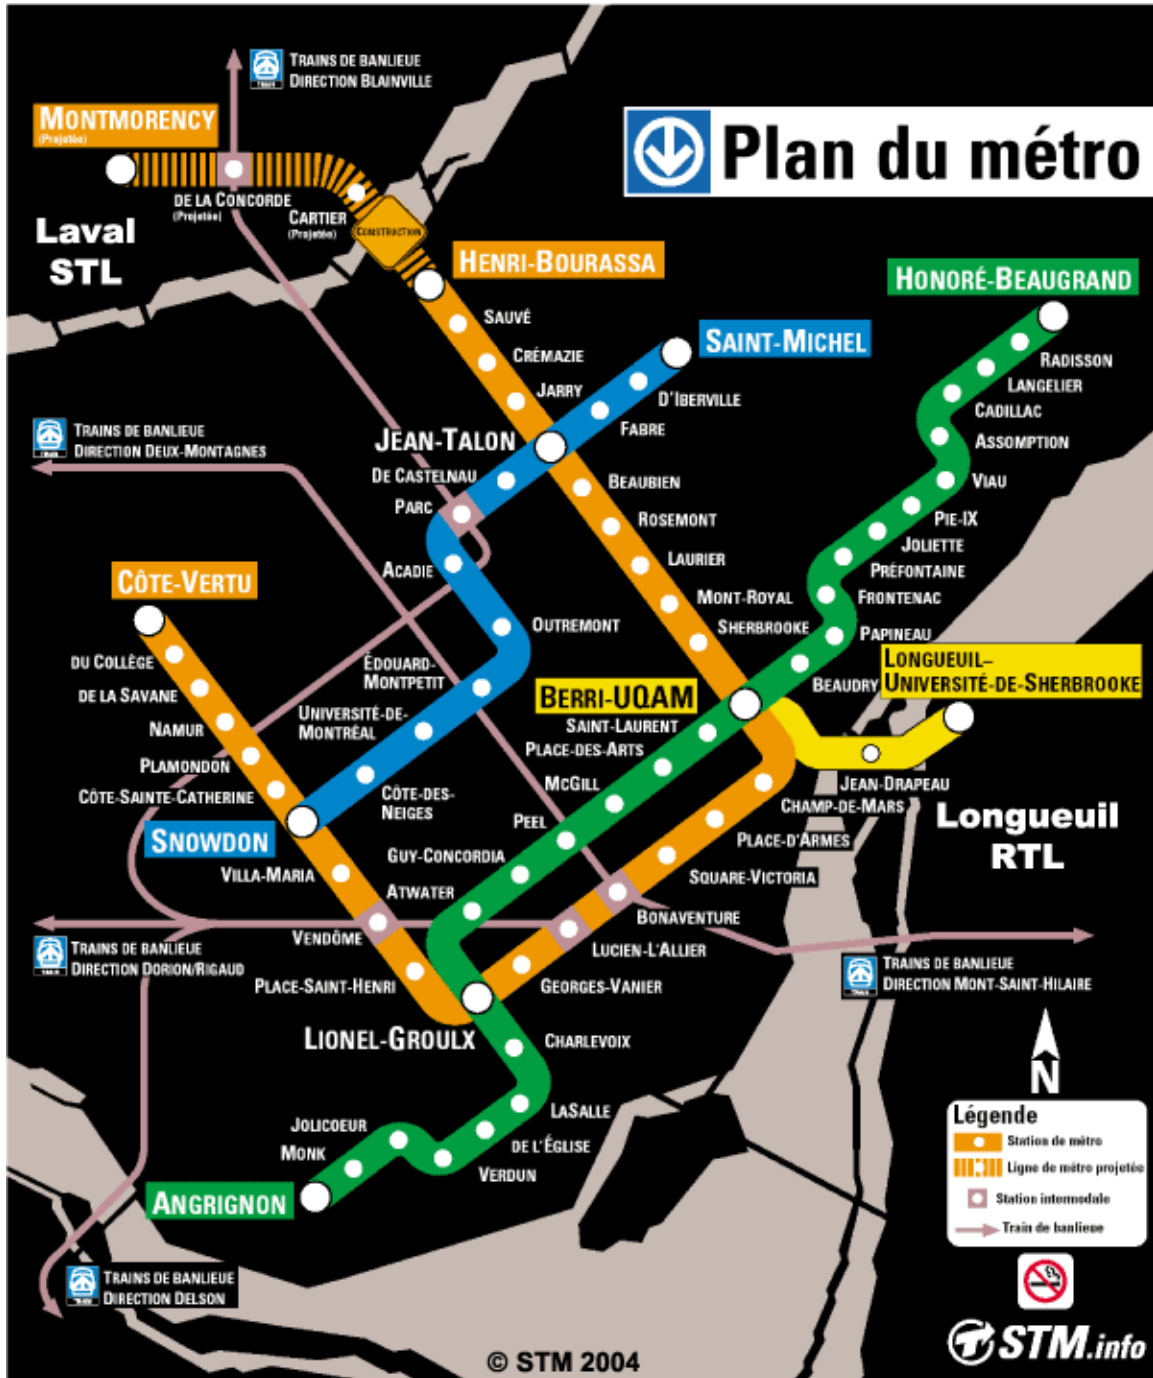 Trains de banlieue
Direction Blainville
Montmorency
(Projetée)
Plan du métro
de la Concorde
(Projetée)
Cartier
(Projetée)
Construction
Laval
STL
Henri-Bourassa
Honoré-Beaugrand
Sauvé
Crémazie
Jarry
Saint-Michel
D'Iberville
Fabre
Radisson
Langelier
Cadillac
Assomption
Viau
Pie-IX
Joliette
Préfontaine
Frontenac
Papineau
Beaudry
Trains de banlieue
Direction Deux-Montagnes
Jean-Talon
De Castelnau
Parc
Acadie
Outremont
Édouard-
Montpetit
Université-de-
Montréal
Côte-des-
Neiges
Beaubien
Rosemont
Laurier
Mont-Royal
Sherbrooke
Côte-Vertu
du Collège
de la Savane
Namur
Plamondon
Côte-Sainte-Catherine
Snowdon
Villa-Maria
Vendôme
Place-Saint-Henri
Lionel-Groulx
Longueuil–
Université-de-Sherbrooke
Berri-UQAM
Saint-Laurent
Place-des-Arts
McGill
Peel
Guy-Concordia
Atwater
Jean-Drapeau
Champ-de-Mars
Place-d'Armes
Square-Victoria
Bonaventure
Lucien-L'Allier
Georges-Vanier
Longueuil
RTL
Trains de banlieue
Direction Dorion/Rigaud
Trains de banlieue
Direction Mont-Saint-Hilaire
Charlevoix
LaSalle
de l'Église
Verdun
Jolicoeur
Monk
Angrignon
N
Légende
Station de métro
Ligne de métro projetée
Station intermodale
Train de banlieue
Trains de banlieue
Direction Delson
© STM 2004
STM.info